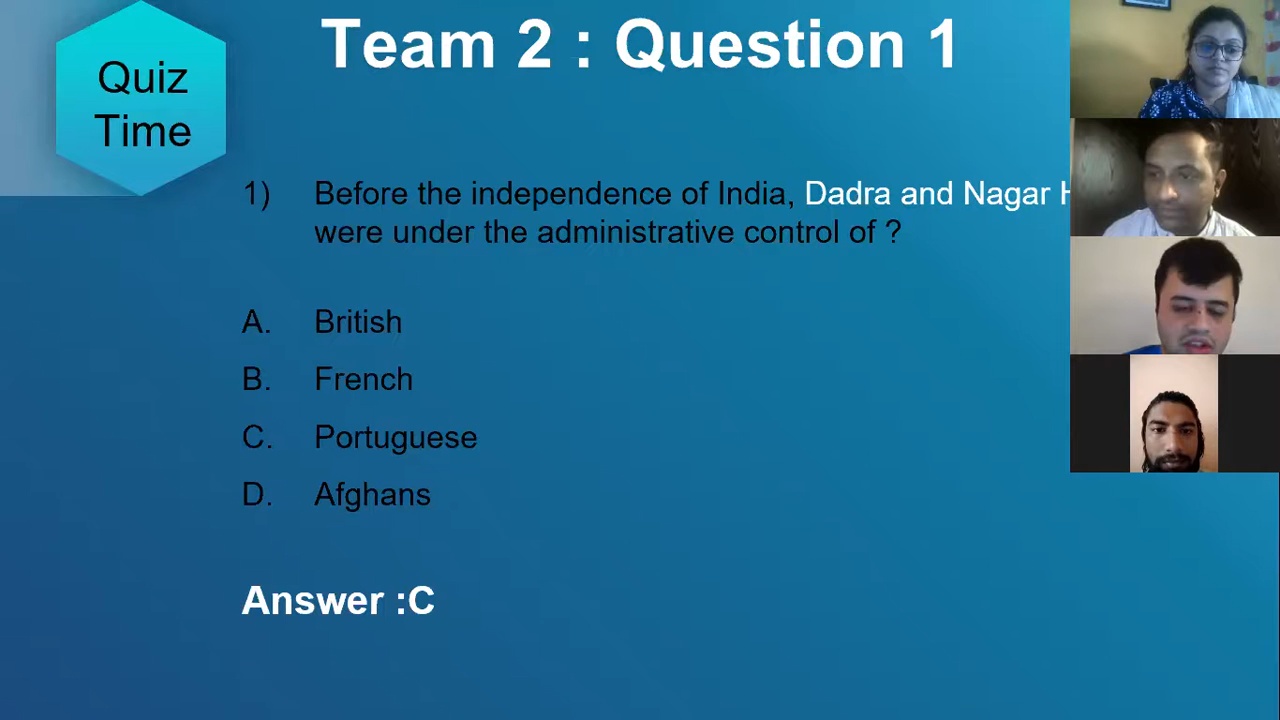 Quiz
Time
Team 2 : Question 1
1) Before the independence of India, Dadra and Nagar
were under the administrative control of ?
A. British
B. French
C. Portuguese
D. Afghans
Answer :C